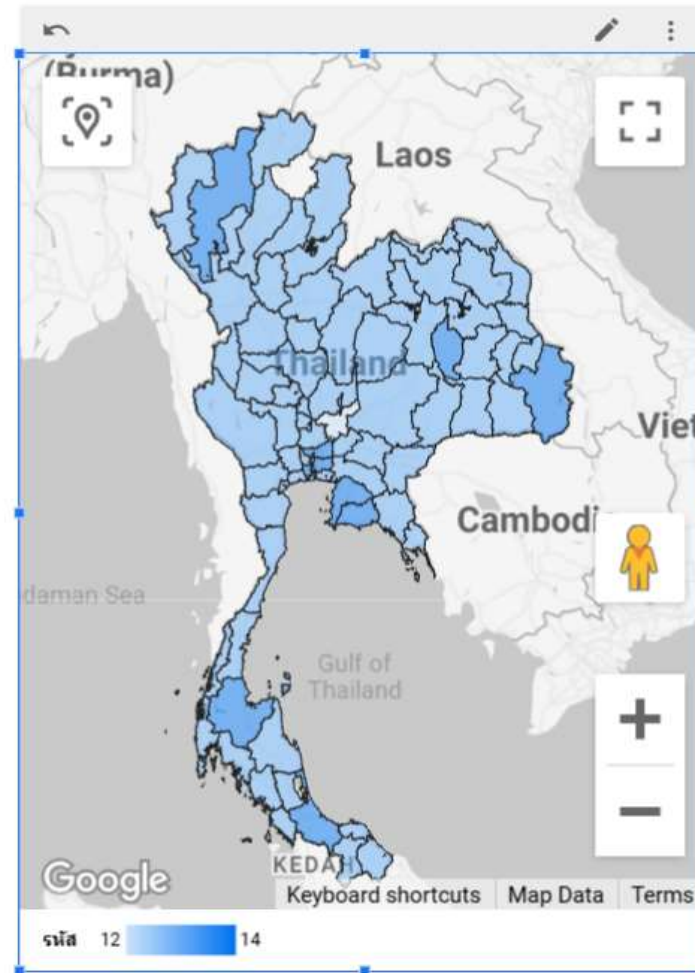 (Burma)
Laos
Thailand
Viet
Cambodi
daman Sea
Gulf of
Thailand
KEDAH
Google
Keyboard shortcuts Map Data Terms
รหัส 12 14